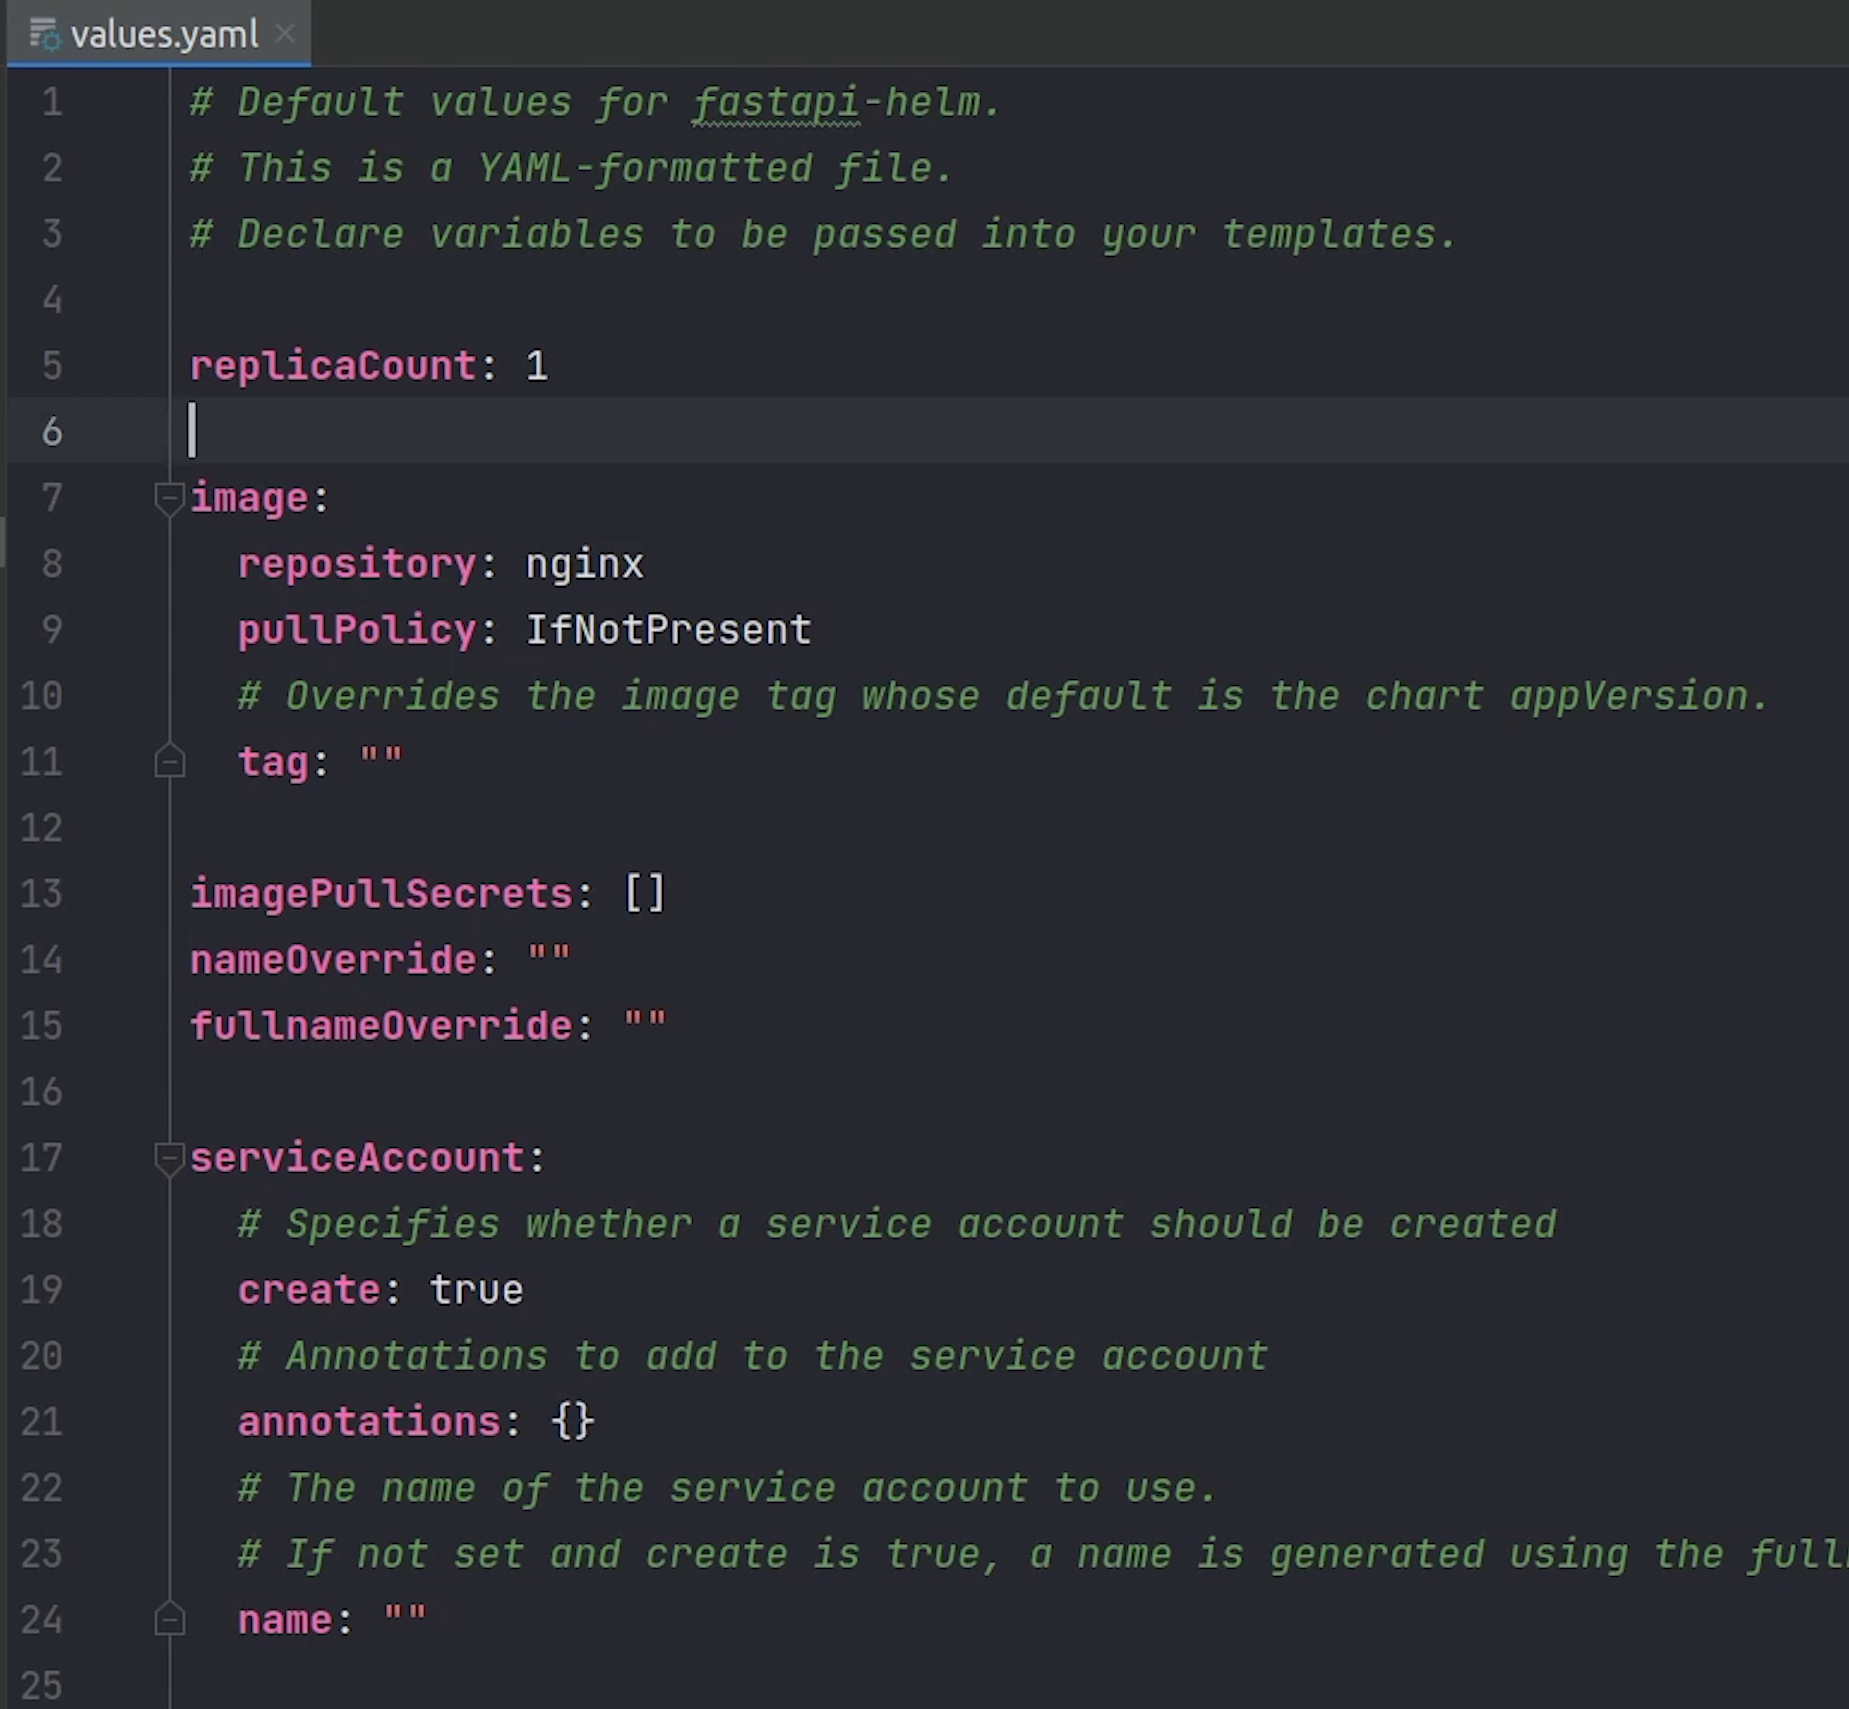 values.yaml
1 # Default values for fastapi-helm.
2 # This is a YAML-formatted file.
3 # Declare variables to be passed into your templates.
4
5 replicaCount: 1
6
7 image:
8   repository: nginx
9   pullPolicy: IfNotPresent
10   # Overrides the image tag whose default is the chart appVersion.
11   tag: ""
12
13 imagePullSecrets: []
14 nameOverride: ""
15 fullnameOverride: ""
16
17 serviceAccount:
18   # Specifies whether a service account should be created
19   create: true
20   # Annotations to add to the service account
21   annotations: {}
22   # The name of the service account to use.
23   # If not set and create is true, a name is generated using the
24   name: ""
25